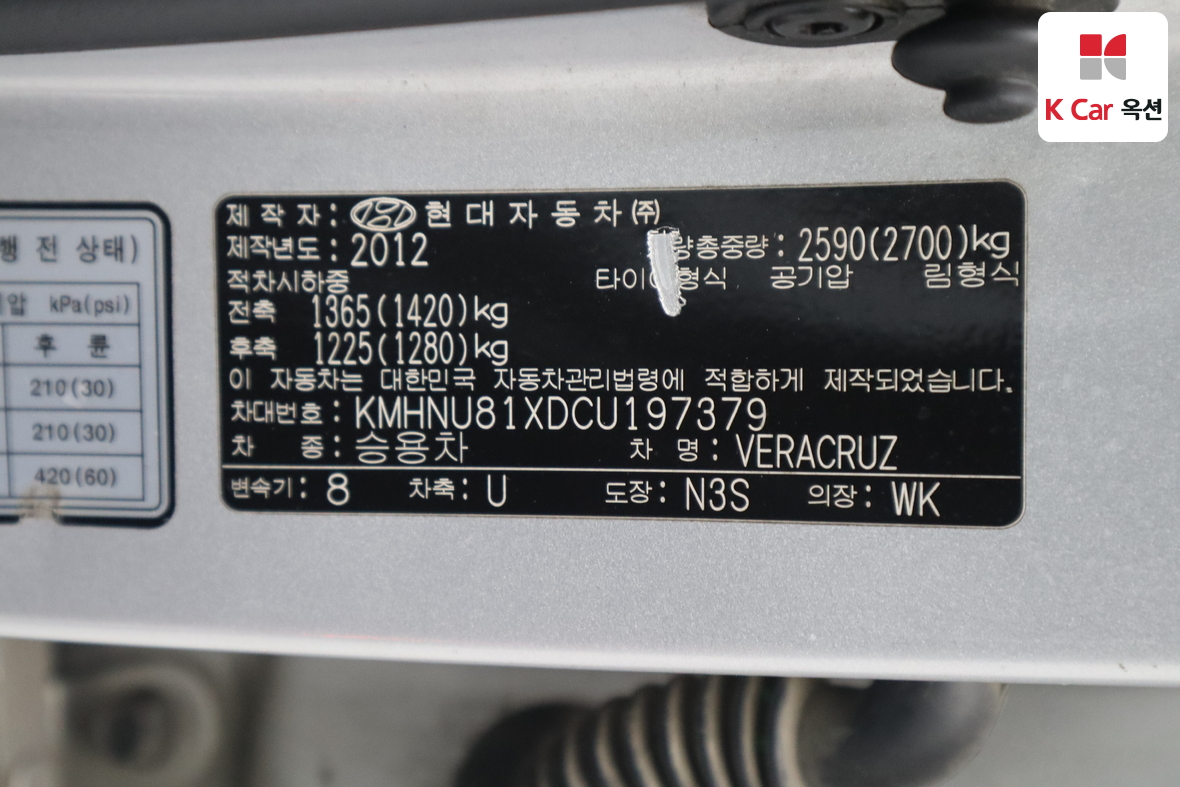 K Car 옥션
행 전 상태)
압 kPa(psi)
후 륜
210(30)
210(30)
420(60)
제 작 자 : 현 대 자 동 차 (주)
제작년도 : 2012 량총중량 : 2590(2700)kg
적차시하중 타이 형식 공기압 림형식
전축 1365(1420)kg
후축 1225(1280)kg
이 자동차는 대한민국 자동차관리법령에 적합하게 제작되었습니다.
차대번호 : KMHNU81XDCU197379
차 종 : 승용차 차 명 : VERACRUZ
변속기 : 8 차축 : U 도장 : N3S 의장 : WK